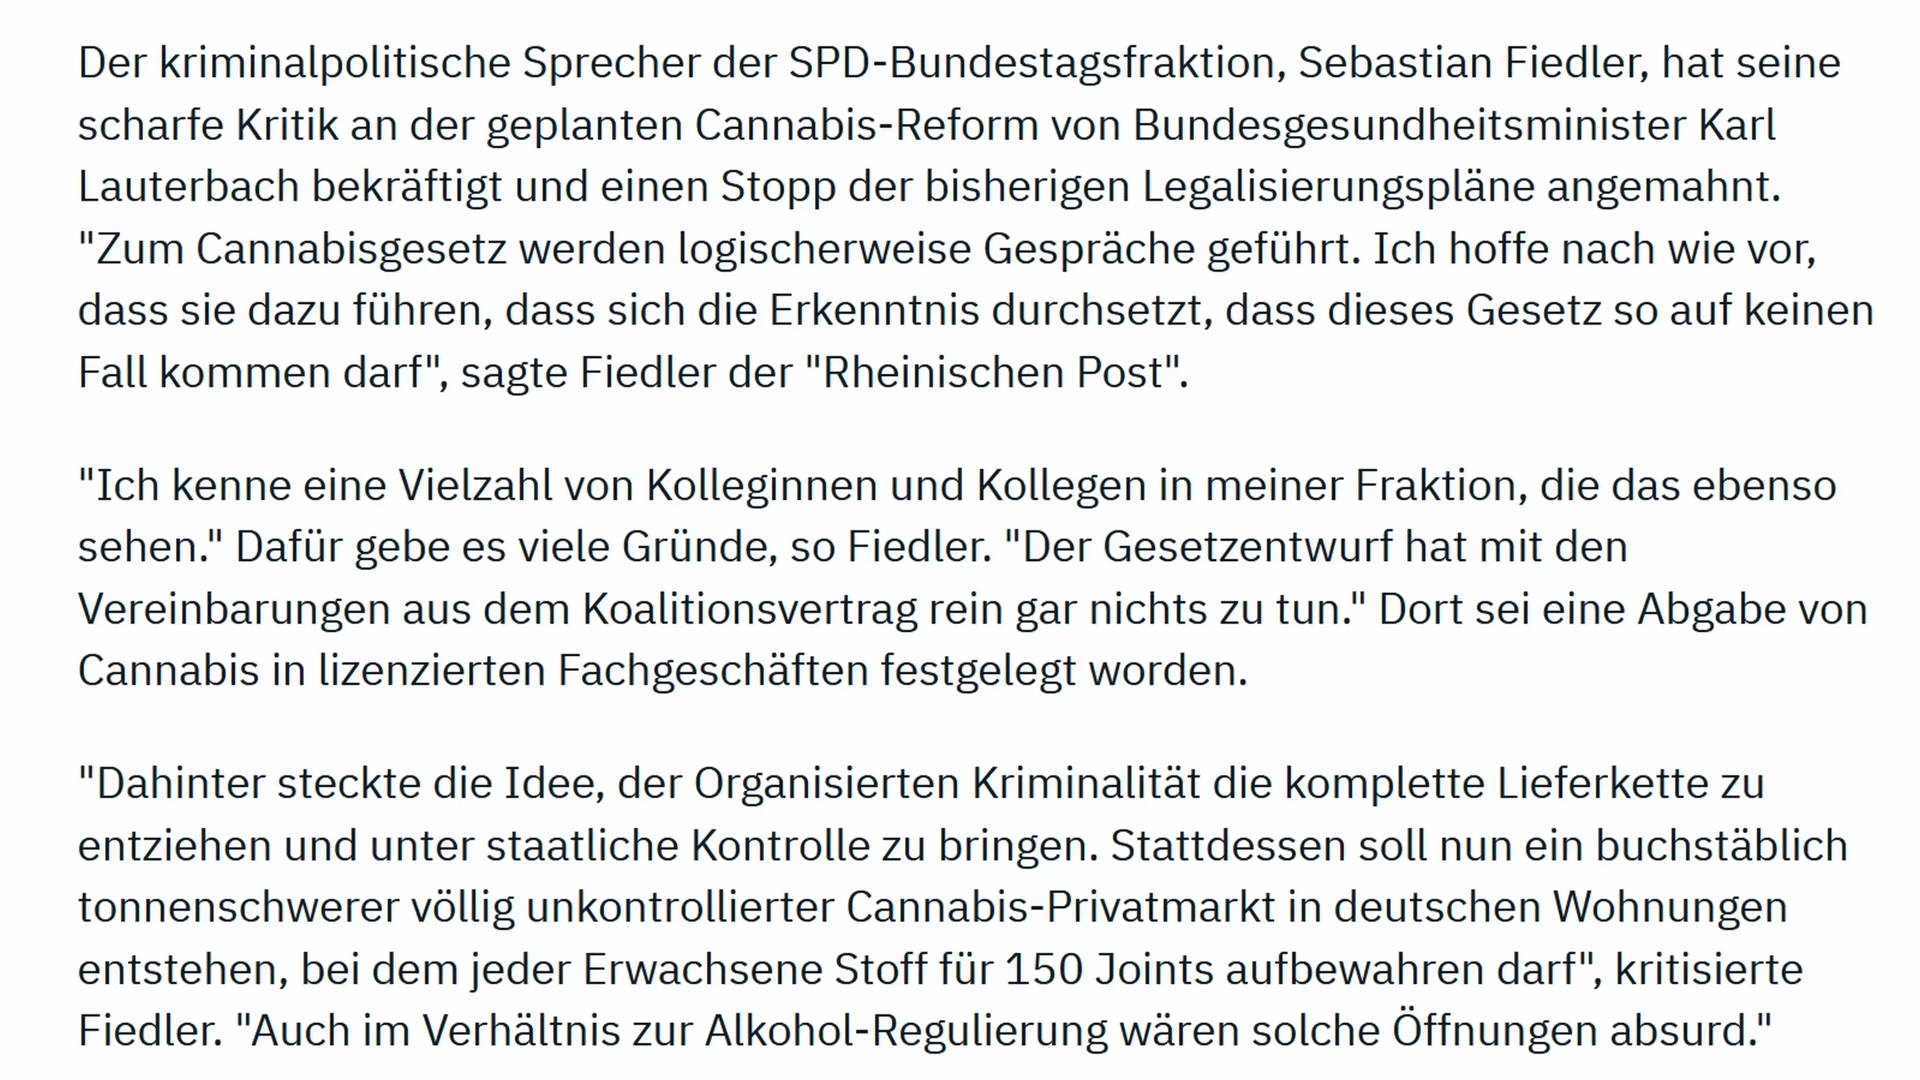 Der kriminalpolitische Sprecher der SPD-Bundestagsfraktion, Sebastian Fiedler, hat seine
scharfe Kritik an der geplanten Cannabis-Reform von Bundesgesundheitsminister Karl
Lauterbach bekräftigt und einen Stopp der bisherigen Legalisierungspläne angemahnt.
"Zum Cannabisgesetz werden logischerweise Gespräche geführt. Ich hoffe nach wie vor,
dass sie dazu führen, dass sich die Erkenntnis durchsetzt, dass dieses Gesetz so auf keinen
Fall kommen darf", sagte Fiedler der "Rheinischen Post".
"Ich kenne eine Vielzahl von Kolleginnen und Kollegen in meiner Fraktion, die das ebenso
sehen." Dafür gebe es viele Gründe, so Fiedler. "Der Gesetzentwurf hat mit den
Vereinbarungen aus dem Koalitionsvertrag rein gar nichts zu tun." Dort sei eine Abgabe von
Cannabis in lizenzierten Fachgeschäften festgelegt worden.
"Dahinter steckte die Idee, der Organisierten Kriminalität die komplette Lieferkette zu
entziehen und unter staatliche Kontrolle zu bringen. Stattdessen soll nun ein buchstäblich
tonnenschwerer völlig unkontrollierter Cannabis-Privatmarkt in deutschen Wohnungen
entstehen, bei dem jeder Erwachsene Stoff für 150 Joints aufbewahren darf", kritisierte
Fiedler. "Auch im Verhältnis zur Alkohol-Regulierung wären solche Öffnungen absurd."